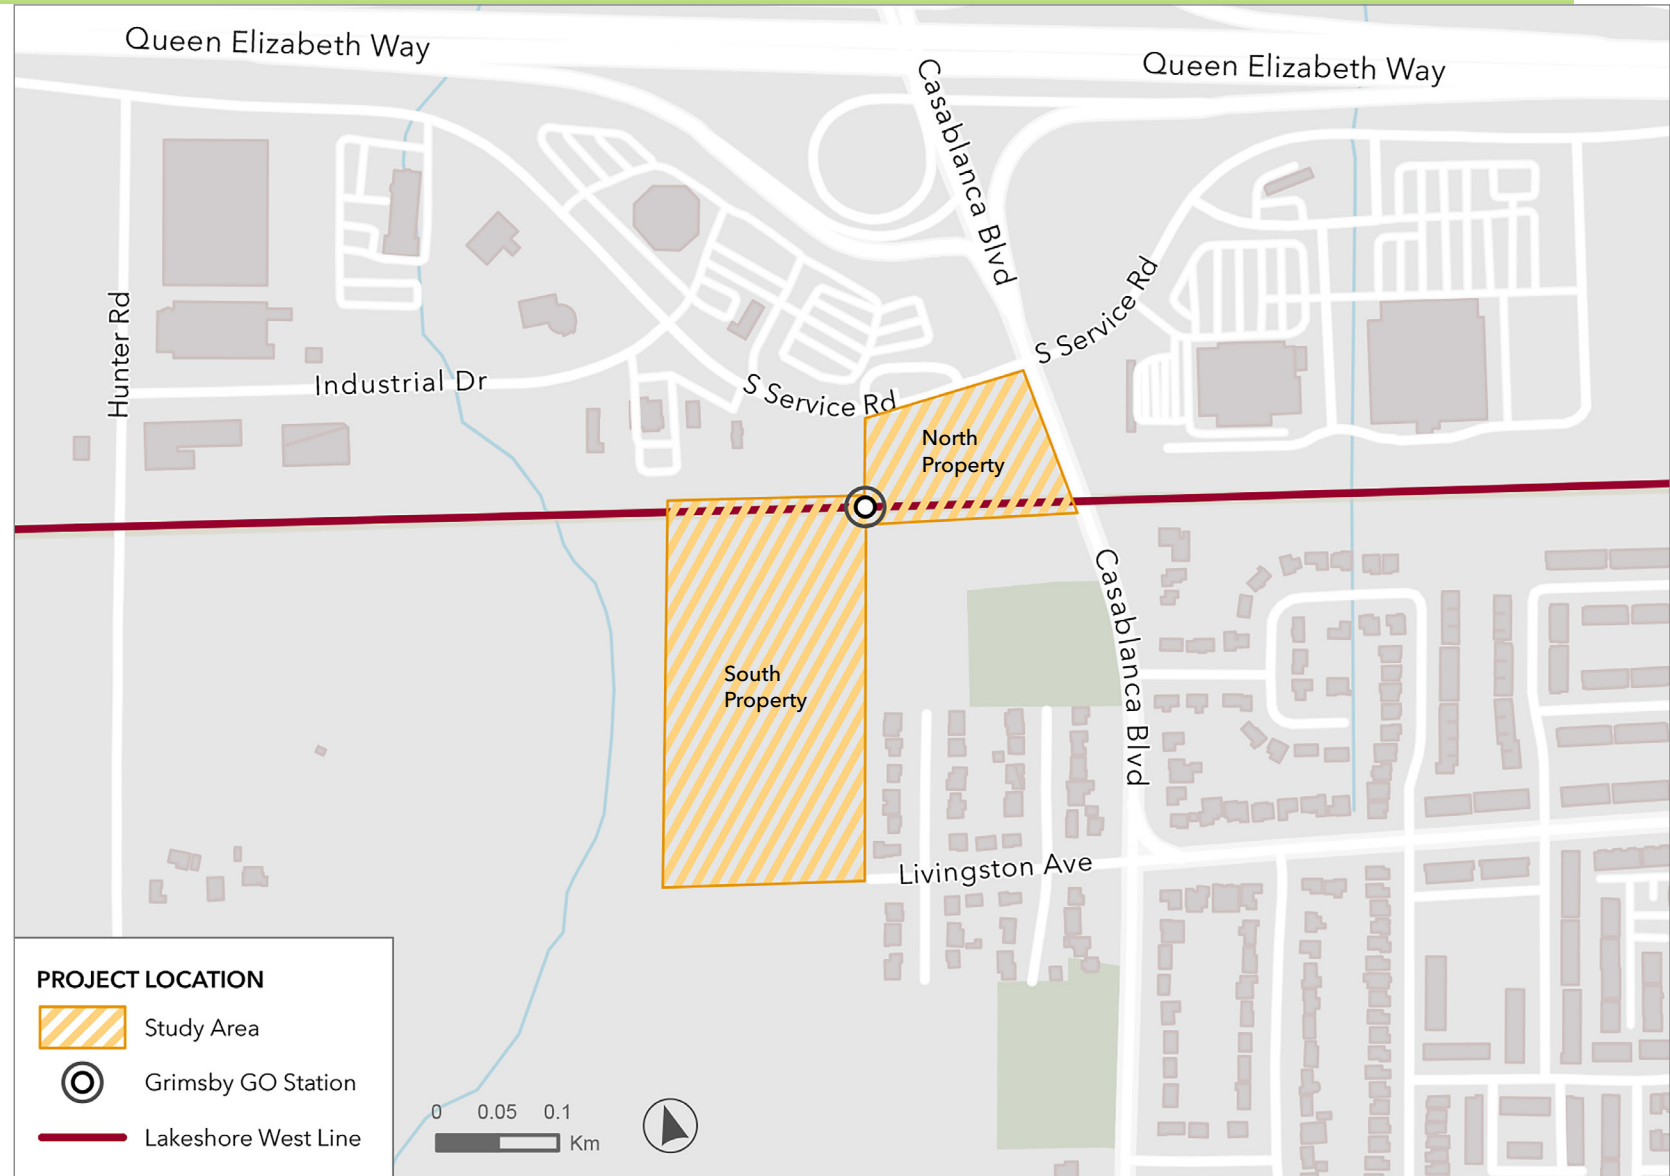 Queen Elizabeth Way
Queen Elizabeth Way
Casablanca Blvd
S Service Rd
Hunter Rd
Industrial Dr
S Service Rd
North
Property
Casablanca Blvd
South
Property
Livingston Ave
PROJECT LOCATION
Study Area
Grimsby GO Station
Lakeshore West Line
0 0.05 0.1
Km